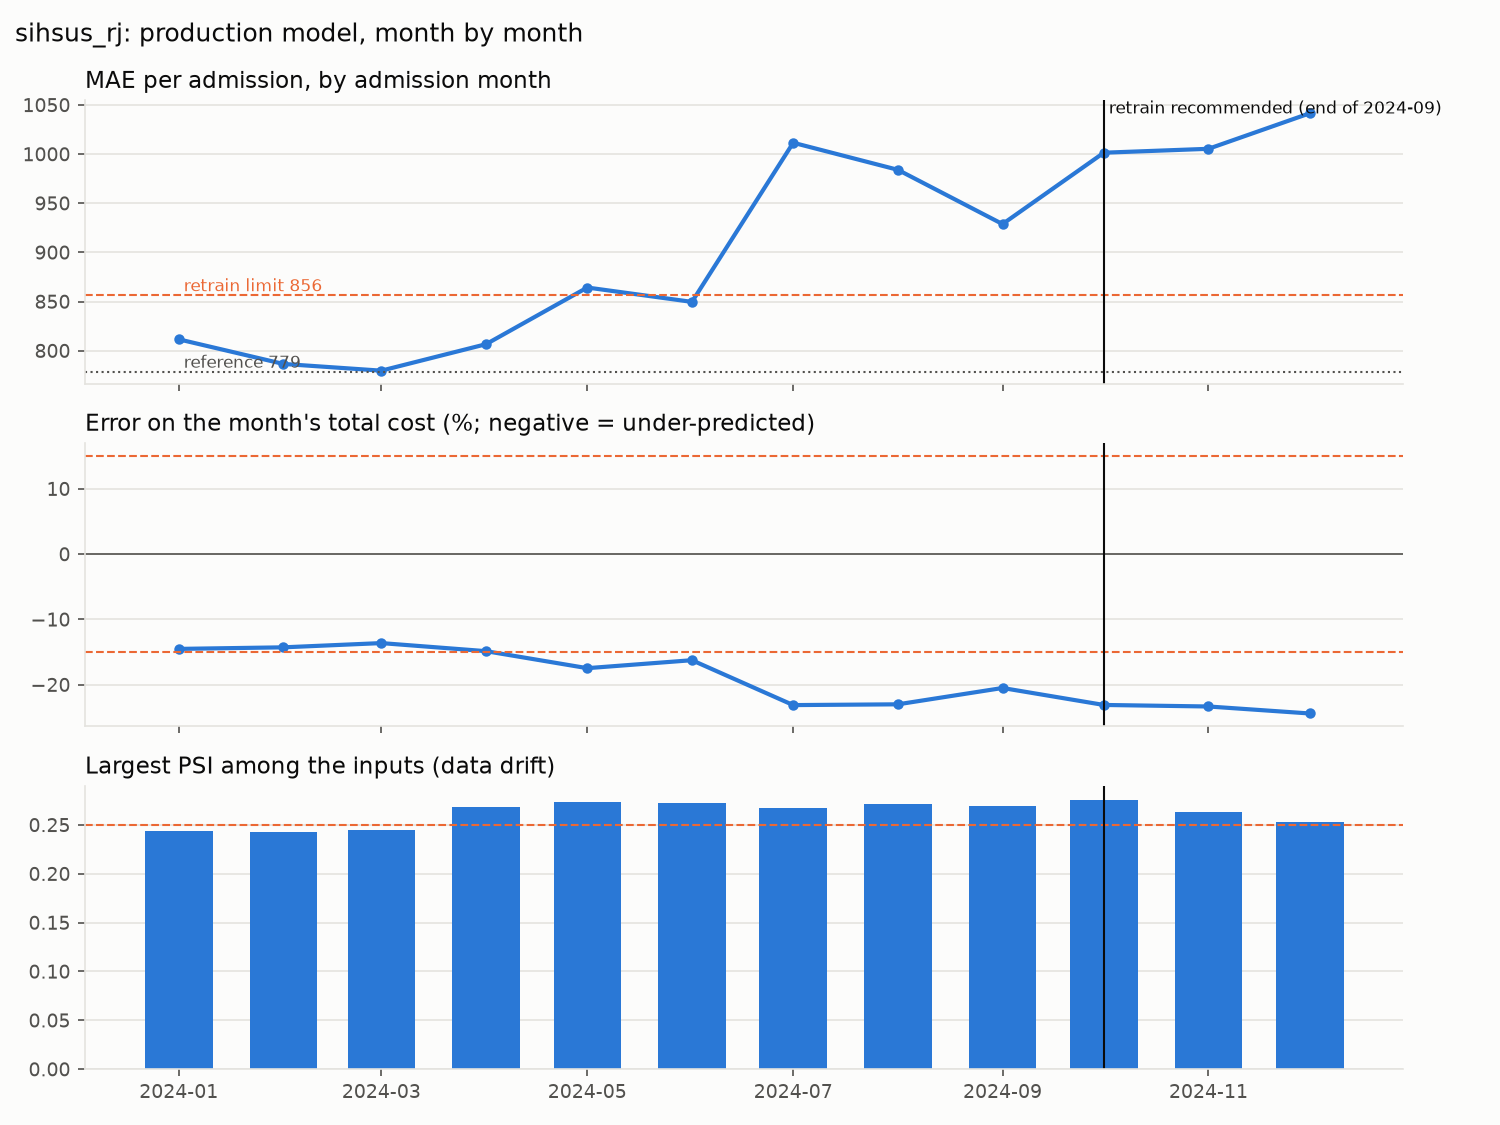 sihsus_rj: production model, month by month
MAE per admission, by admission month
1050
retrain recommended (end of 2024-09)
1000
950
900
retrain limit 856
850
reference 779
800
Error on the month's total cost (%; negative = under-predicted)
10
0
−10
−20
Largest PSI among the inputs (data drift)
0.25
0.20
0.15
0.10
0.05
0.00
2024-01 2024-03 2024-05 2024-07 2024-09 2024-11